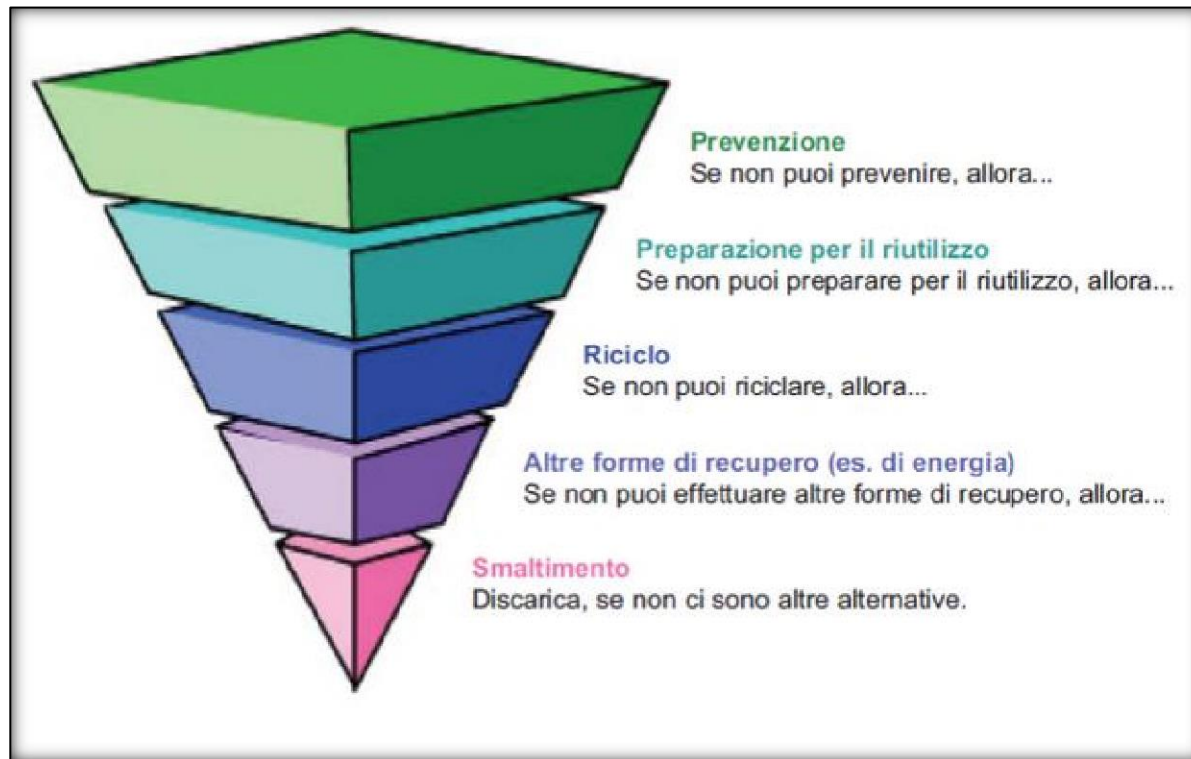 Prevenzione
Se non puoi prevenire, allora...
Preparazione per il riutilizzo
Se non puoi preparare per il riutilizzo, allora...
Riciclo
Se non puoi riciclare, allora...
Altre forme di recupero (es. di energia)
Se non puoi effettuare altre forme di recupero, allora...
Smaltimento
Discarica, se non ci sono altre alternative.